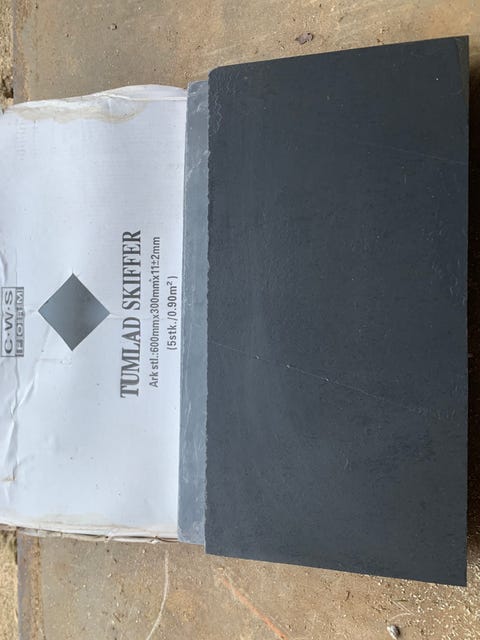 C·W·S
FORM
TUMLAD SKIFFER
Ark stl.:600mmx300mmx11±2mm
(5stk./0.90m²)